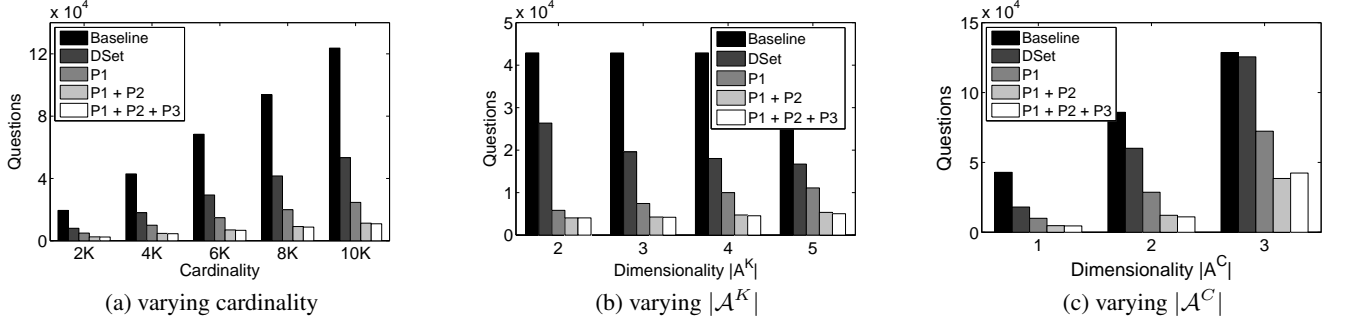 x 10^4
14
12
8
4
0
Questions
Baseline
DSet
P1
P1 + P2
P1 + P2 + P3
2K 4K 6K 8K 10K
Cardinality
(a) varying cardinality
x 10^4
5
4
3
2
1
0
Questions
Baseline
DSet
P1
P1 + P2
P1 + P2 + P3
2 3 4 5
Dimensionality |A^K|
(b) varying |𝒜^K|
x 10^4
15
10
5
0
Questions
Baseline
DSet
P1
P1 + P2
P1 + P2 + P3
1 2 3
Dimensionality |A^C|
(c) varying |𝒜^C|